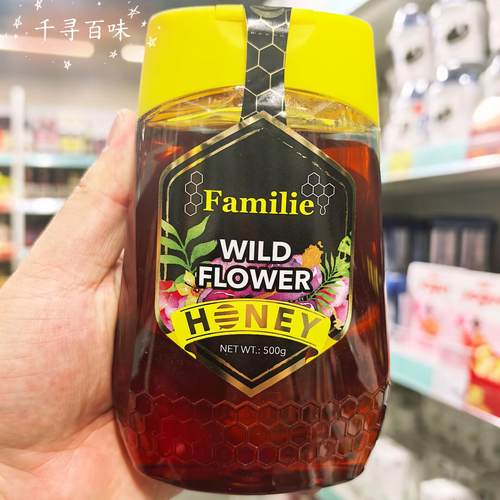 千寻百味
Familie
WILD
FLOWER
HONEY
NET WT.: 500g